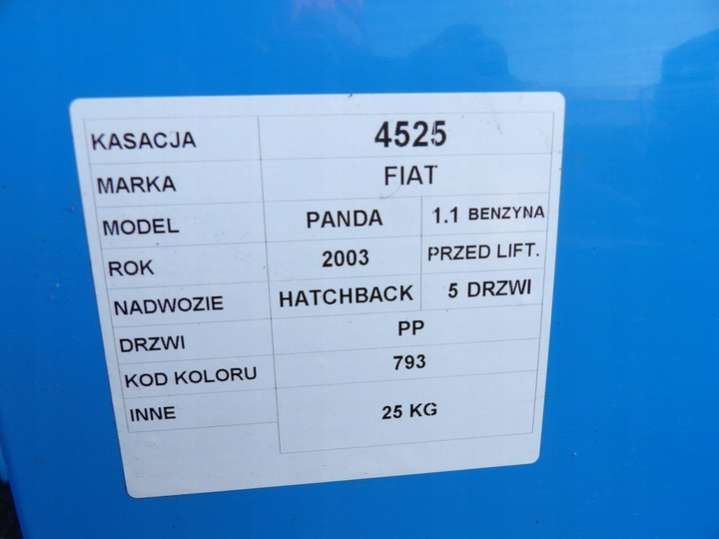 KASACJA 4525
MARKA FIAT
MODEL PANDA 1.1 BENZYNA
ROK 2003 PRZED LIFT.
NADWOZIE HATCHBACK 5 DRZWI
DRZWI PP
KOD KOLORU 793
INNE 25 KG